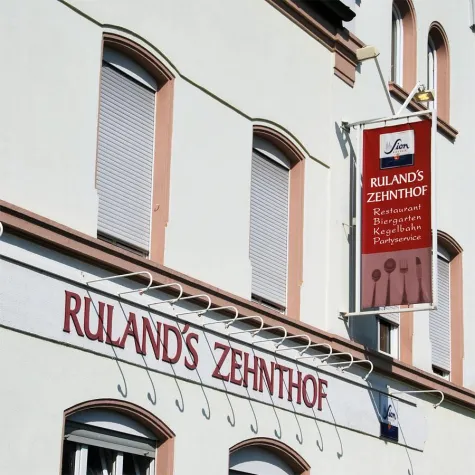 Sion
RULAND'S
ZEHNTHOF
Restaurant
Biergarten
Kegelbahn
Partyservice
RULAND'S ZEHNTHOF